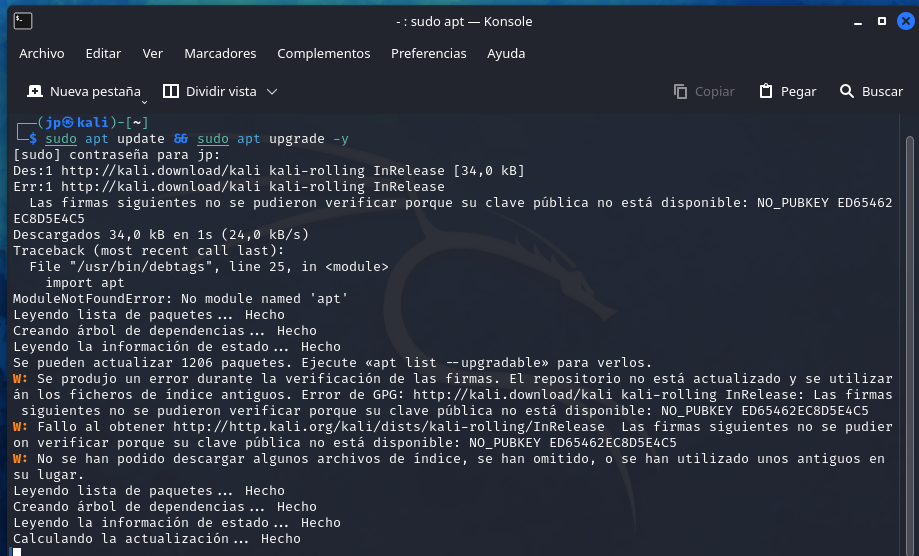 - : sudo apt — Konsole
Archivo Editar Ver Marcadores Complementos Preferencias Ayuda
Nueva pestaña Dividir vista Copiar Pegar Buscar
┌──(jp㉿kali)-[~]
└─$ sudo apt update && sudo apt upgrade -y
[sudo] contraseña para jp:
Des:1 http://kali.download/kali kali-rolling InRelease [34,0 kB]
Err:1 http://kali.download/kali kali-rolling InRelease
Las firmas siguientes no se pudieron verificar porque su clave pública no está disponible: NO_PUBKEY ED65462
EC8D5E4C5
Descargados 34,0 kB en 1s (24,0 kB/s)
Traceback (most recent call last):
File "/usr/bin/debtags", line 25, in <module>
import apt
ModuleNotFoundError: No module named 'apt'
Leyendo lista de paquetes... Hecho
Creando árbol de dependencias... Hecho
Leyendo la información de estado... Hecho
Se pueden actualizar 1206 paquetes. Ejecute «apt list --upgradable» para verlos.
W: Se produjo un error durante la verificación de las firmas. El repositorio no está actualizado y se utilizar
án los ficheros de índice antiguos. Error de GPG: http://kali.download/kali kali-rolling InRelease: Las firmas
siguientes no se pudieron verificar porque su clave pública no está disponible: NO_PUBKEY ED65462EC8D5E4C5
W: Fallo al obtener http://http.kali.org/kali/dists/kali-rolling/InRelease  Las firmas siguientes no se pudier
on verificar porque su clave pública no está disponible: NO_PUBKEY ED65462EC8D5E4C5
W: No se han podido descargar algunos archivos de índice, se han omitido, o se han utilizado unos antiguos en
su lugar.
Leyendo lista de paquetes... Hecho
Creando árbol de dependencias... Hecho
Leyendo la información de estado... Hecho
Calculando la actualización... Hecho